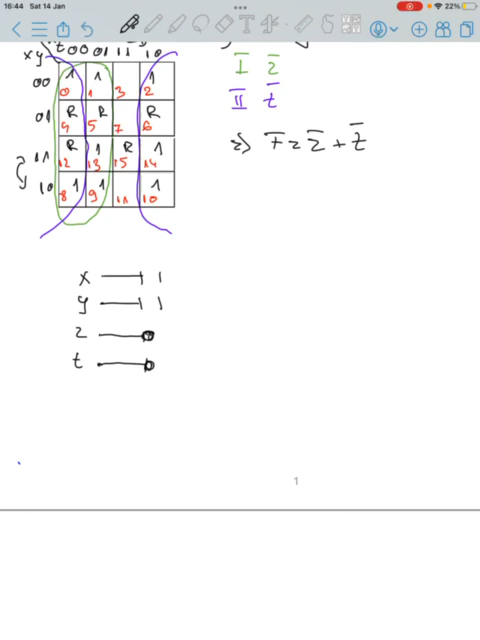 16:44 Sat 14 Jan 22%
t 00 01 11 10
xy
00 1 1 1
0 1 3 2
01 R R R
4 5 7 6
11 R 1 R 1
12 13 15 14
10 1 1 1
8 9 11 10
I z̅
II t̅
=> F = z̅ + t̅
x 1
y 1
z
t
1